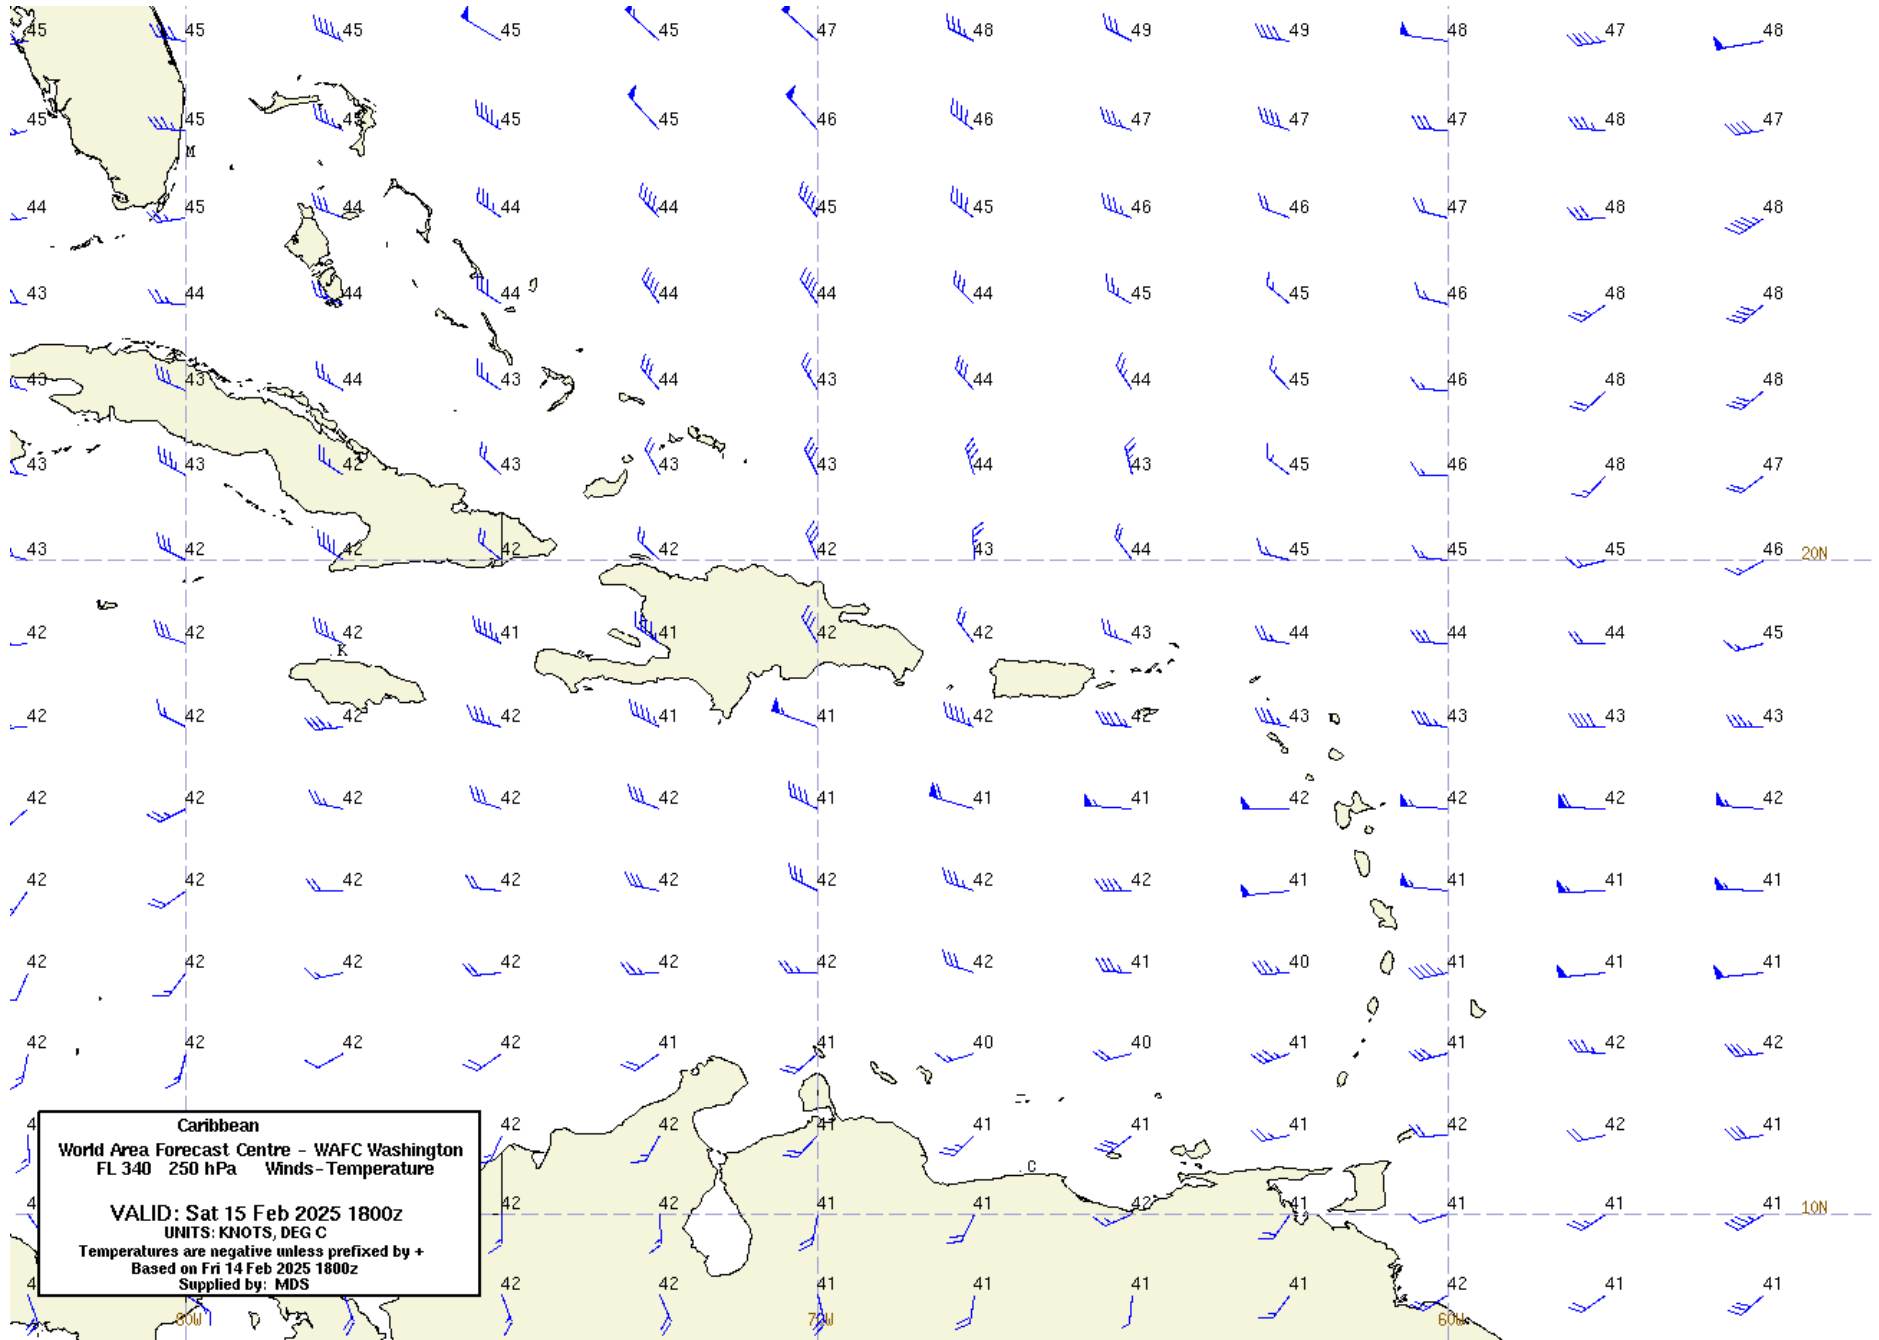 45 45 45 45 45 47 48 49 49 48 47 48
45 45 45 45 45 46 46 47 47 47 48 47
M
44 45 44 44 44 45 45 46 46 47 48 48
43 44 44 44 44 44 44 45 45 46 48 48
43 43 44 43 44 43 44 44 45 46 48 48
43 43 42 43 43 43 44 43 45 46 48 47
43 42 42 42 42 42 43 44 45 45 45 46
20N
42 42 42 41 41 42 42 43 44 44 44 45
K
42 42 42 42 41 41 42 42 43 43 43 43
42 42 42 42 42 41 41 41 42 42 42 42
42 42 42 42 42 42 42 42 41 41 41 41
42 42 42 42 42 42 42 41 40 41 41 41
42 42 42 42 41 41 40 40 41 41 42 42
4 42 42 41 41 41 41 42 42 41
C
42 42 41 41 42 41 41 41 41
10N
4 42 42 41 41 41 41 42 41 41
80W 70W 60W
Caribbean
World Area Forecast Centre - WAFC Washington
FL 340 250 hPa Winds-Temperature
VALID: Sat 15 Feb 2025 1800z
UNITS: KNOTS, DEG C
Temperatures are negative unless prefixed by +
Based on Fri 14 Feb 2025 1800z
Supplied by: MDS